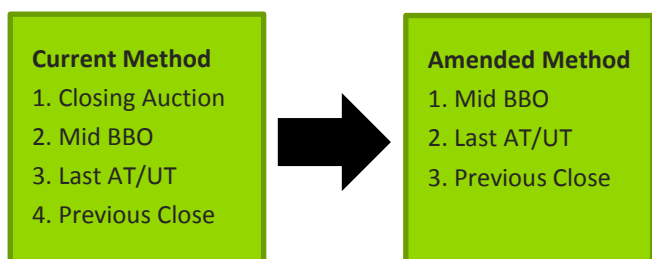 Current Method
1. Closing Auction
2. Mid BBO
3. Last AT/UT
4. Previous Close
Amended Method
1. Mid BBO
2. Last AT/UT
3. Previous Close